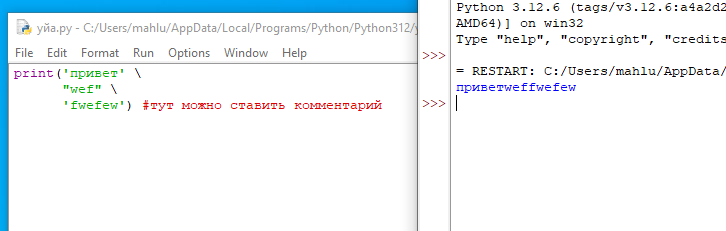 уйа.py - C:/Users/mahlu/AppData/Local/Programs/Python/Python312/
File Edit Format Run Options Window Help
print('привет' \
"wef" \
'fwefew') #тут можно ставить комментарий
Python 3.12.6 (tags/v3.12.6:a4a2d2
AMD64)] on win32
Type "help", "copyright", "credits
>>>
= RESTART: C:/Users/mahlu/AppData/
приветweffwefew
>>>